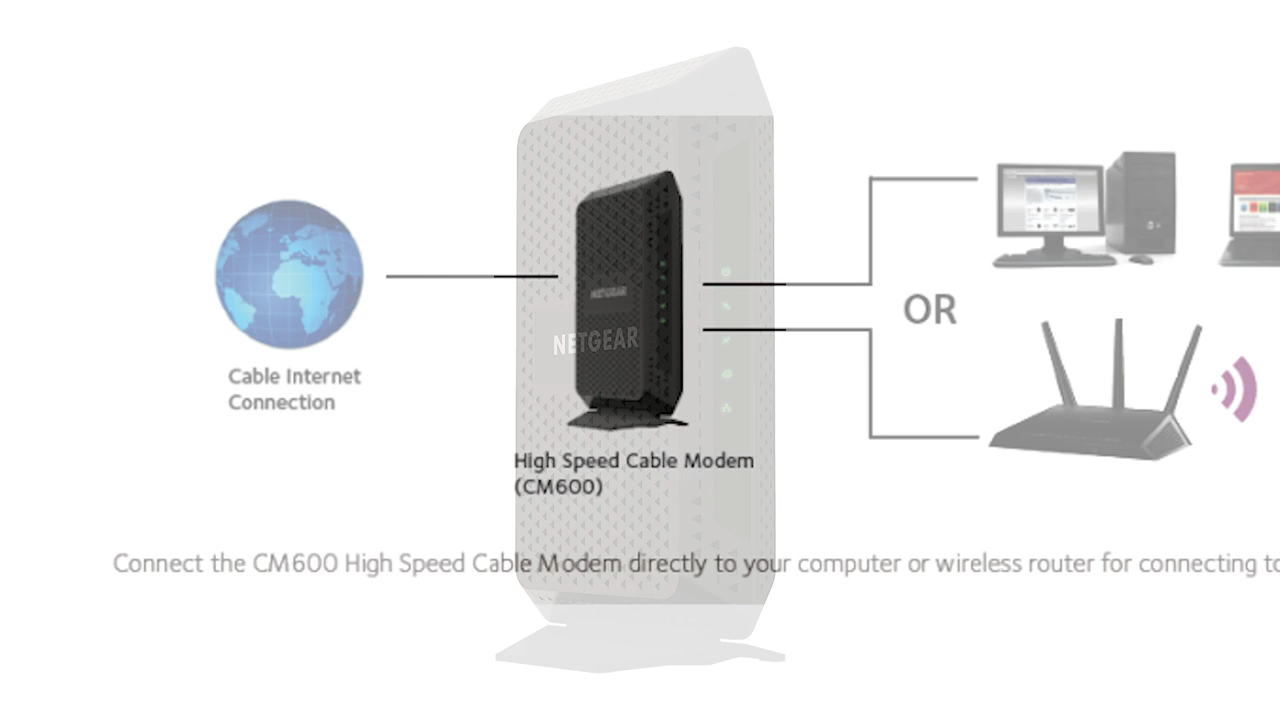 NETGEAR
NETGEAR
OR
Cable Internet
Connection
High Speed Cable Modem
(CM600)
Connect the CM600 High Speed Cable Modem directly to your computer or wireless router for connecting to